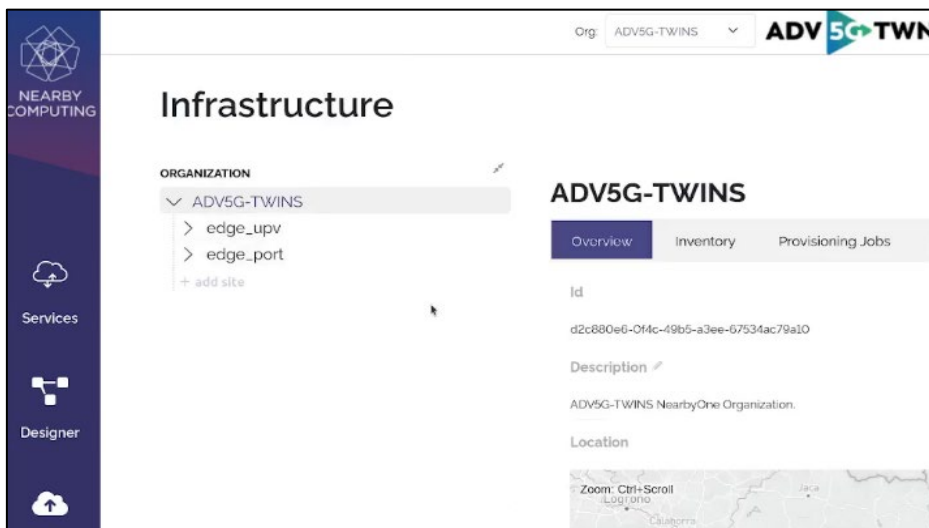 NEARBY
COMPUTING
Services
Designer
Org: ADV5G-TWINS
ADV 5G TWN
Infrastructure
ORGANIZATION
ADV5G-TWINS
edge_upv
edge_port
+ add site
ADV5G-TWINS
Overview Inventory Provisioning Jobs
Id
d2c880e6-0f4c-49b5-a3ee-67534ac79a10
Description
ADV5G-TWINS NearbyOne Organization.
Location
Zoom: Ctrl+Scroll
Logroño
Jaca
Calahorra